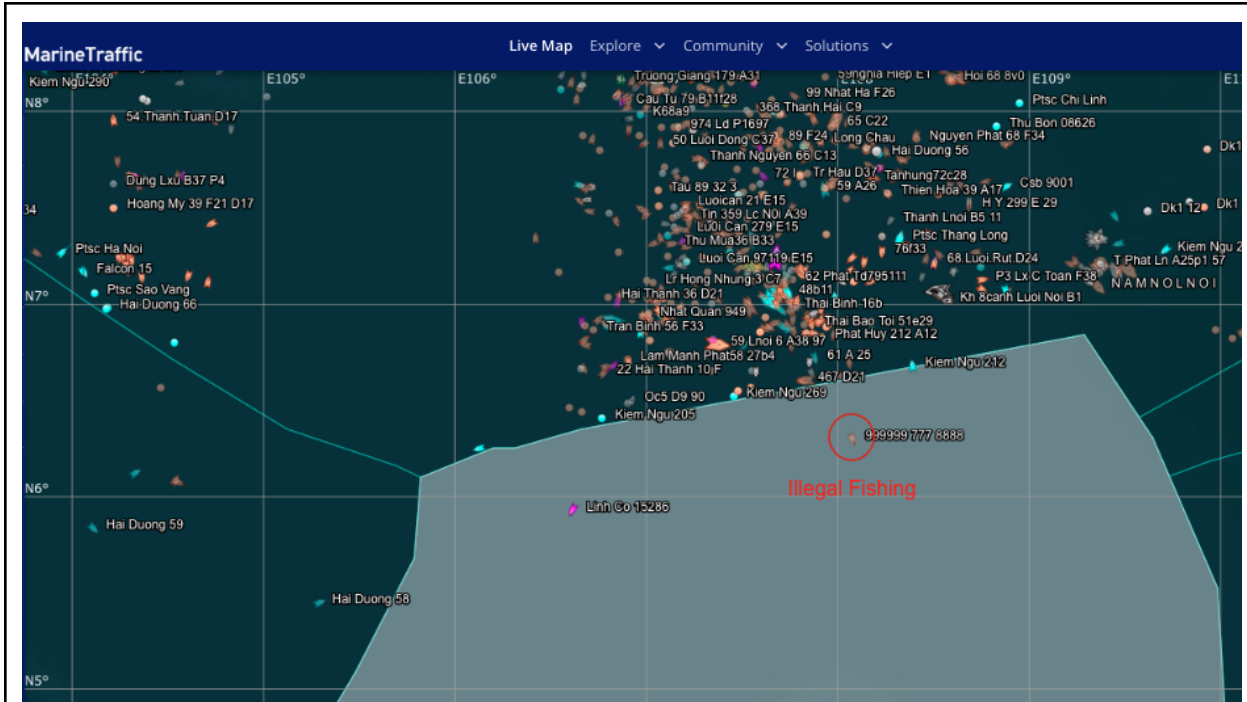 MarineTraffic
Live Map Explore Community Solutions
E105° E106° E109°
Kiem Ngu 290
Truong Giang 179 A31
59nghia Hiep E1
Hoi 68 8v0
N8°
54.Thanh.Tuan.D17
Cau Tu 79 B11f28
99 Nhat Ha F26
Ptsc Chi Linh
K68a9
368 Thanh Hai C9
974 Ld P1697
65 C22
Thu Bon 08626
50 Luoi Dong C37
89 F24
Long Chau
Nguyen Phat 68 F34
Dk1
Thanh Nguyen 66 C13
Hai Duong 56
Dung Lxu B37 P4
Tau 89 32 3
72 I
Tr Hau D37
59 A26
Tanhung72c28
Csb 9001
Thien Hoa 39 A17
34
Hoang My 39 F21 D17
Luoican 21 E15
Tin 359 Lc N0i A39
H Y 299 E 29
Dk1 12
Dk1
Lu0i Can 279 E15
Thanh Lnoi B5 11
Ptsc Ha Noi
Thu Mua36 B33
Ptsc Thang Long
Kiem Ngu 2
Falcon 15
Luoi Can 97119 E15
76f33
68 Luoi.Rut.D24
T Phat Ln A25p1 57
Ptsc Sao Vang
Lr Hong Nhung 3 C7
62 Phat Td795111
P3 Lx C Toan F38
N7°
Hai Duong 66
Hai Thanh 36 D21
48b11
Kh 8canh Luoi Noi B1
N A M N O L N O I
Nhat Quan 949
Thai Binh 16b
Tran Binh 56 F33
Thai Bao Toi 51e29
59 Lnoi 6 A38 97
Phat Huy 212 A12
Lam Manh Phat58 27b4
61 A 25
Kiem Ngu 212
22 Hai Thanh 10 F
467 D21
Oc5 D9 90
Kiem Ngu 269
Kiem Ngu 205
999999 777 8888
N6°
Illegal Fishing
Linh Co 15286
Hai Duong 59
Hai Duong 58
N5°